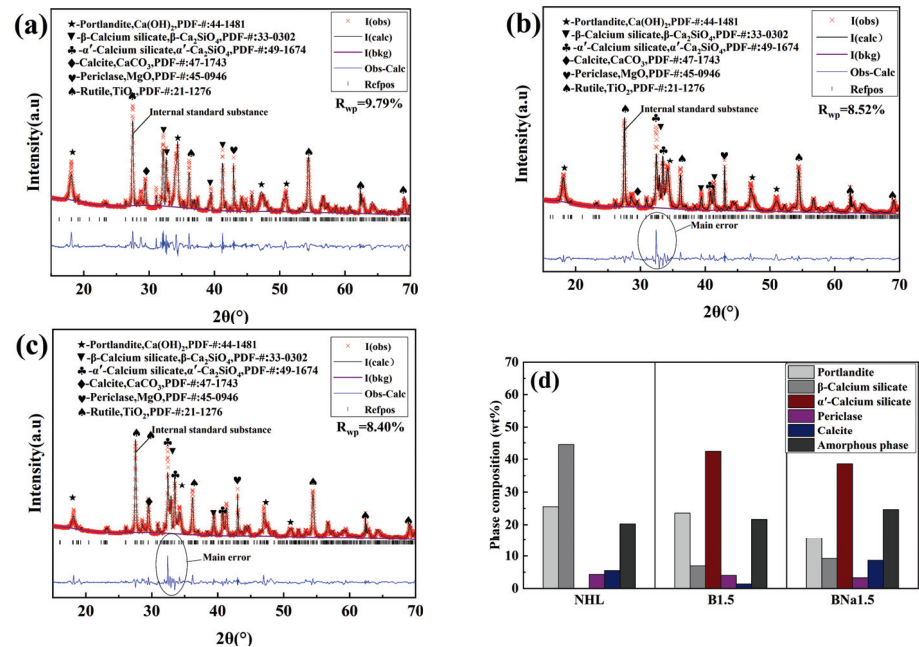 (a)
★-Portlandite,Ca(OH)2,PDF-#:44-1481
▼-β-Calcium silicate,β-Ca2SiO4,PDF-#:33-0302
♣-α′-Calcium silicate,α′-Ca2SiO4,PDF-#:49-1674
◆-Calcite,CaCO3,PDF-#:47-1743
♥-Periclase,MgO,PDF-#:45-0946
♠-Rutile,TiO2,PDF-#:21-1276
I(obs)
I(calc)
I(bkg)
Obs-Calc
Refpos
Rwp=9.79%
Internal standard substance
Intensity(a.u)
20 30 40 50 60 70
2θ(°)
(b)
★-Portlandite,Ca(OH)2,PDF-#:44-1481
▼-β-Calcium silicate,β-Ca2SiO4,PDF-#:33-0302
♣-α′-Calcium silicate,α′-Ca2SiO4,PDF-#:49-1674
◆-Calcite,CaCO3,PDF-#:47-1743
♥-Periclase,MgO,PDF-#:45-0946
♠-Rutile,TiO2,PDF-#:21-1276
I(obs)
I(calc)
I(bkg)
Obs-Calc
Refpos
Rwp=8.52%
Internal standard substance
Main error
Intensity(a.u)
20 30 40 50 60 70
2θ(°)
(c)
★-Portlandite,Ca(OH)2,PDF-#:44-1481
▼-β-Calcium silicate,β-Ca2SiO4,PDF-#:33-0302
♣-α′-Calcium silicate,α′-Ca2SiO4,PDF-#:49-1674
◆-Calcite,CaCO3,PDF-#:47-1743
♥-Periclase,MgO,PDF-#:45-0946
♠-Rutile,TiO2,PDF-#:21-1276
I(obs)
I(calc)
I(bkg)
Obs-Calc
Refpos
Rwp=8.40%
Internal standard substance
Main error
Intensity(a.u)
20 30 40 50 60 70
2θ(°)
(d)
Portlandite
β-Calcium silicate
α′-Calcium silicate
Periclase
Calcite
Amorphous phase
Phase composition (wt%)
70
60
50
40
30
20
10
0
NHL B1.5 BNa1.5